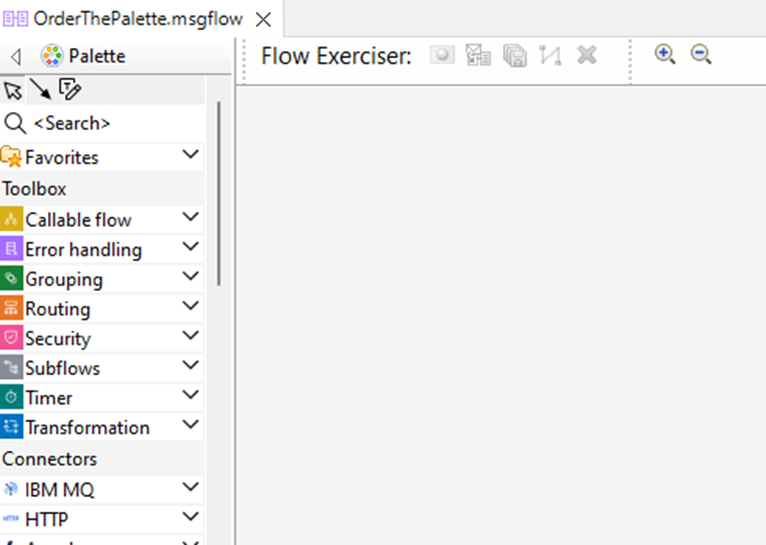 OrderThePalette.msgflow
Palette
Flow Exerciser:
<Search>
Favorites
Toolbox
Callable flow
Error handling
Grouping
Routing
Security
Subflows
Timer
Transformation
Connectors
IBM MQ
HTTP HTTP